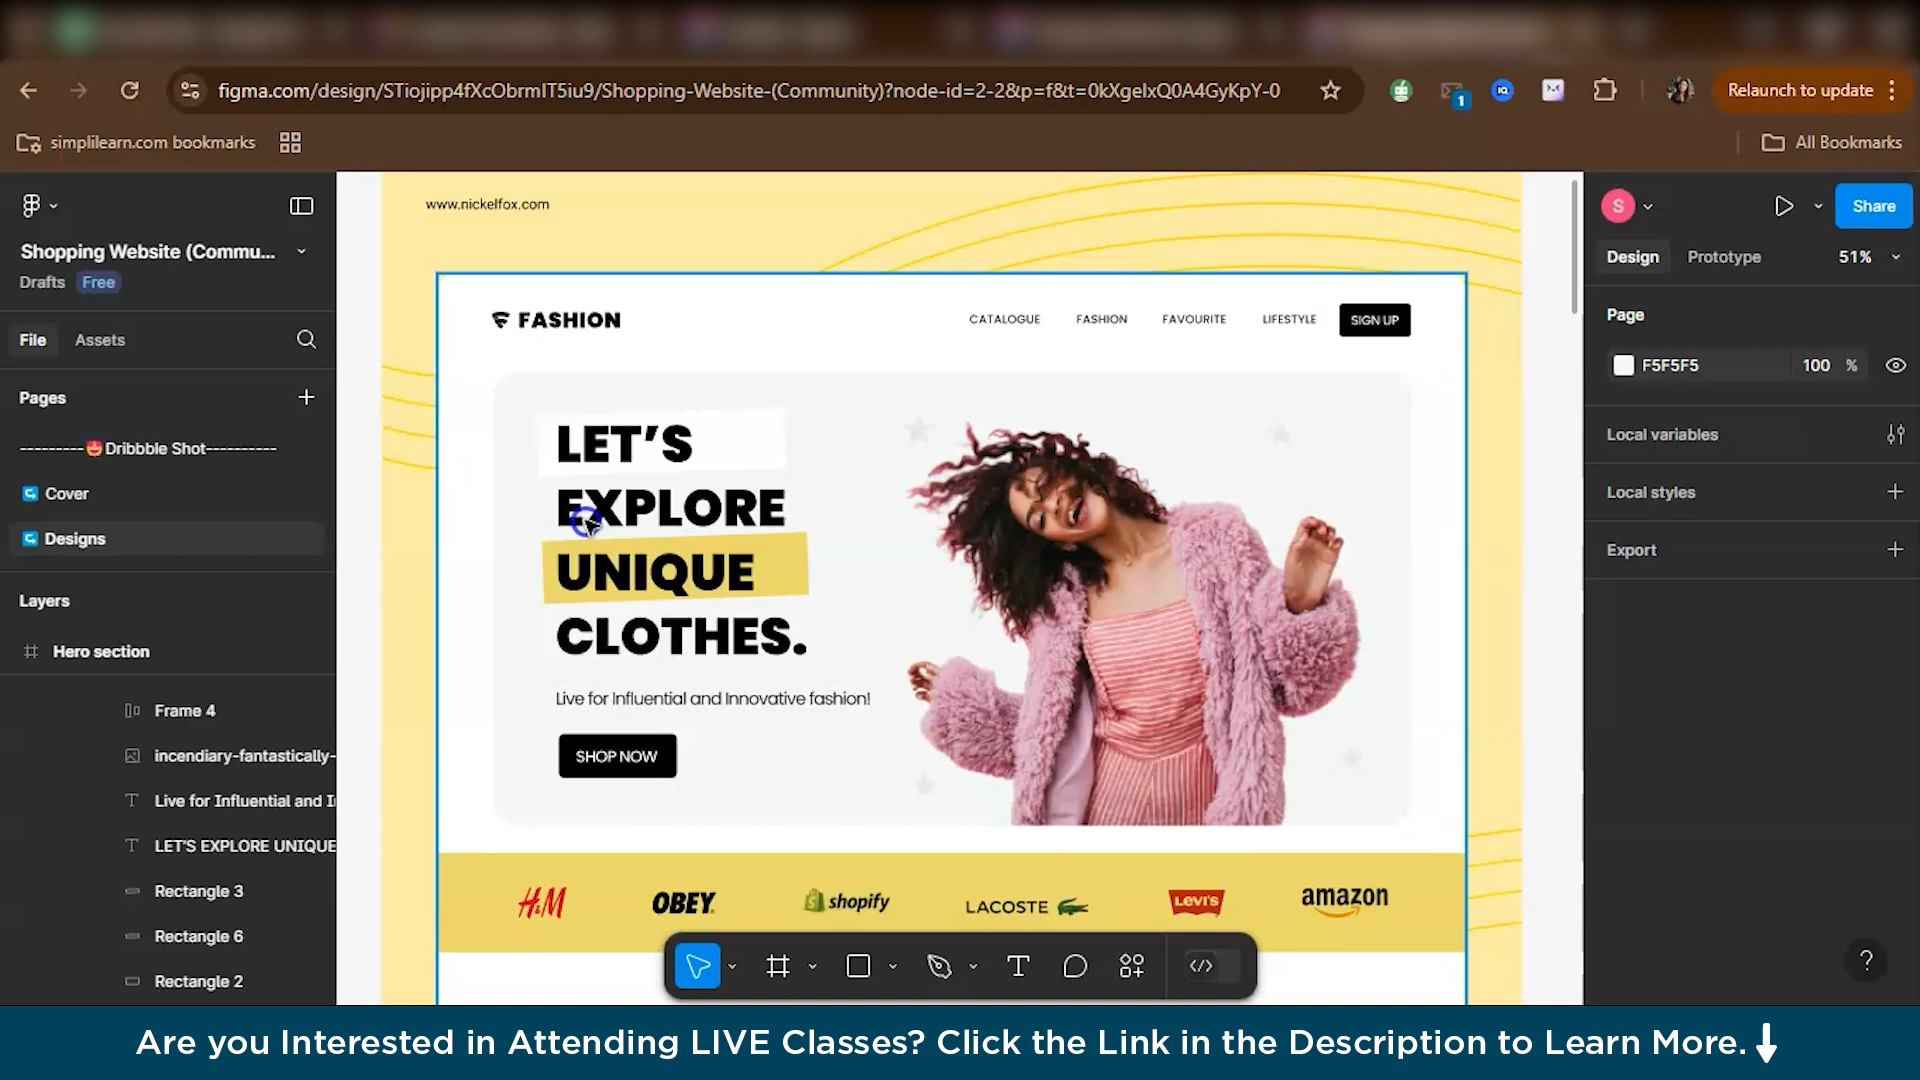 figma.com/design/STiojipp4fXcObrmIT5iu9/Shopping-Website-(Community)?node-id=2-2&p=f&t=0kXgeIxQ0A4GyKpY-0
1
Relaunch to update
simplilearn.com bookmarks
All Bookmarks
Shopping Website (Commu...
Drafts Free
File Assets
Pages
---------🤩Dribbble Shot----------
Cover
Designs
Layers
Hero section
Frame 4
incendiary-fantastically-
Live for Influential and I
LET'S EXPLORE UNIQUE
Rectangle 3
Rectangle 6
Rectangle 2
www.nickelfox.com
FASHION
CATALOGUE FASHION FAVOURITE LIFESTYLE SIGN UP
LET'S
EXPLORE
UNIQUE
CLOTHES.
Live for Influential and Innovative fashion!
SHOP NOW
H&M OBEY. shopify LACOSTE LEVI'S amazon
S
Share
Design Prototype 51%
Page
F5F5F5 100 %
Local variables
Local styles
Export
?
Are you Interested in Attending LIVE Classes? Click the Link in the Description to Learn More.